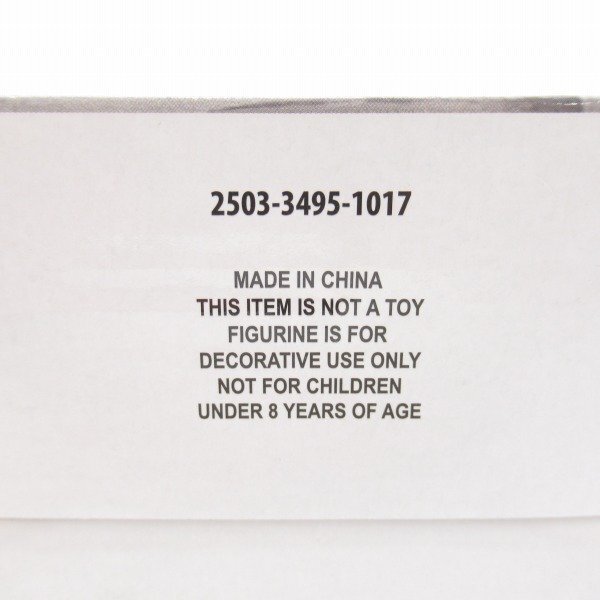 2503-3495-1017
MADE IN CHINA
THIS ITEM IS NOT A TOY
FIGURINE IS FOR
DECORATIVE USE ONLY
NOT FOR CHILDREN
UNDER 8 YEARS OF AGE